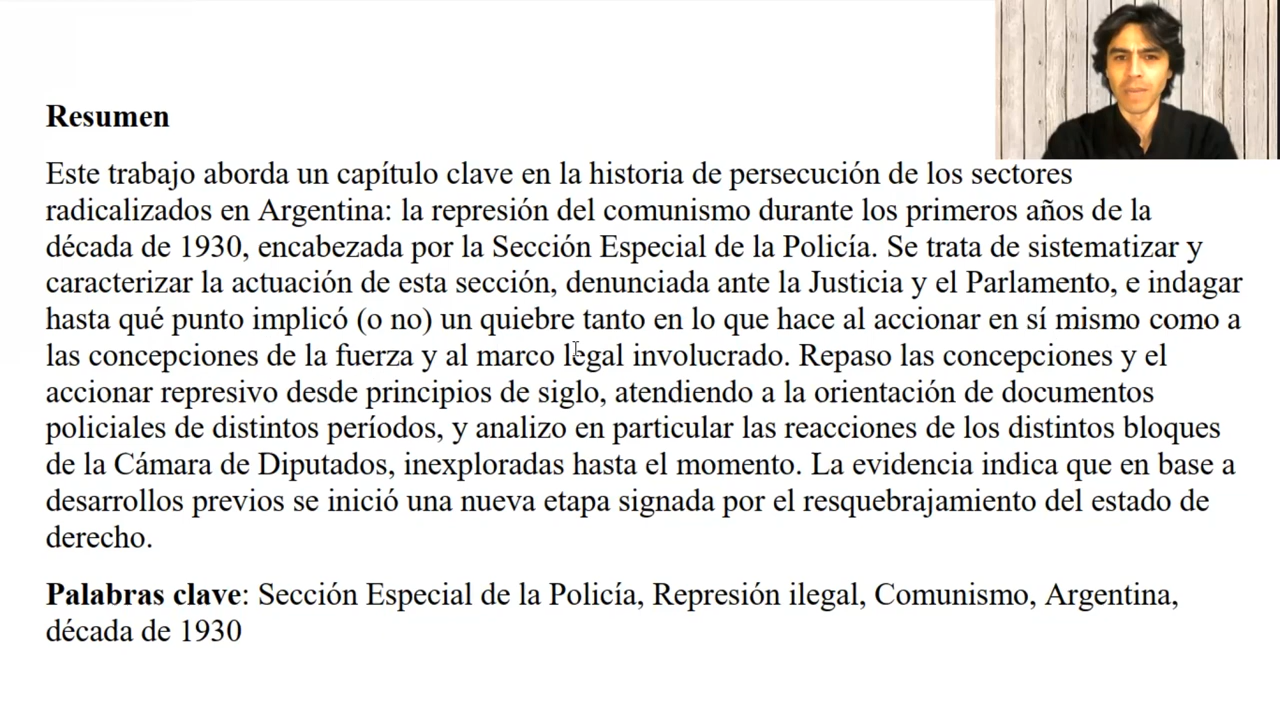 Resumen
Este trabajo aborda un capítulo clave en la historia de persecución de los sectores
radicalizados en Argentina: la represión del comunismo durante los primeros años de la
década de 1930, encabezada por la Sección Especial de la Policía. Se trata de sistematizar y
caracterizar la actuación de esta sección, denunciada ante la Justicia y el Parlamento, e indagar
hasta qué punto implicó (o no) un quiebre tanto en lo que hace al accionar en sí mismo como a
las concepciones de la fuerza y al marco legal involucrado. Repaso las concepciones y el
accionar represivo desde principios de siglo, atendiendo a la orientación de documentos
policiales de distintos períodos, y analizo en particular las reacciones de los distintos bloques
de la Cámara de Diputados, inexploradas hasta el momento. La evidencia indica que en base a
desarrollos previos se inició una nueva etapa signada por el resquebrajamiento del estado de
derecho.
Palabras clave: Sección Especial de la Policía, Represión ilegal, Comunismo, Argentina,
década de 1930